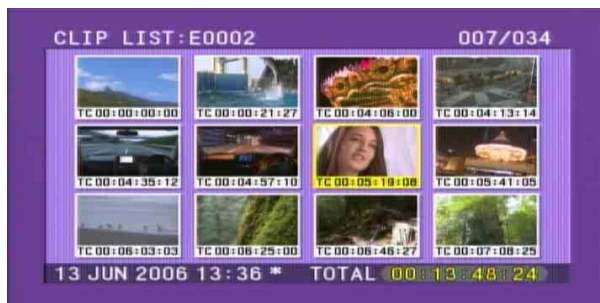 CLIP LIST:E0002 007/034
TC 00:00:00:00 TC 00:00:21:27 TC 00:04:06:00 TC 00:04:13:14
TC 00:04:35:12 TC 00:04:57:10 TC 00:05:19:08 TC 00:05:41:05
TC 00:06:03:03 TC 00:06:25:00 TC 00:06:46:27 TC 00:07:08:25
13 JUN 2006 13:36 * TOTAL 00:13:48:24